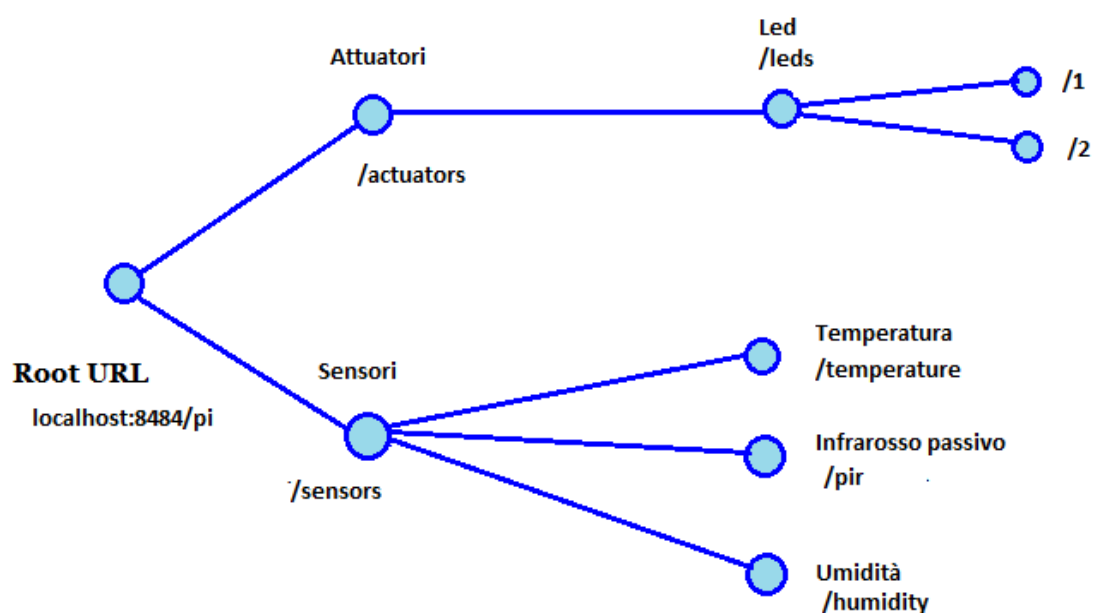 Led
/leds
Attuatori
/1
/2
/actuators
Root URL
localhost:8484/pi
Sensori
/sensors
Temperatura
/temperature
Infrarosso passivo
/pir
Umidità
/humidity